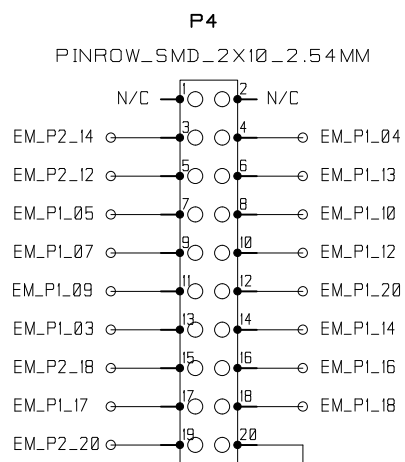 P4
PINROW_SMD_2X10_2.54MM
N/C 1 2 N/C
EM_P2_14 3 4 EM_P1_04
EM_P2_12 5 6 EM_P1_13
EM_P1_05 7 8 EM_P1_10
EM_P1_07 9 10 EM_P1_12
EM_P1_09 11 12 EM_P1_20
EM_P1_03 13 14 EM_P1_14
EM_P2_18 15 16 EM_P1_16
EM_P1_17 17 18 EM_P1_18
EM_P2_20 19 20